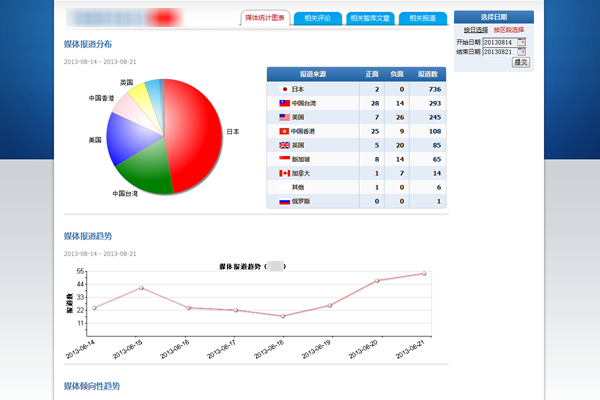 媒体统计图表 相关评论 相关智库文章 相关报道
选择日期
按日选择 按区段选择
开始日期 20130814
结束日期 20130821
提交
媒体报道分布
2013-08-14 - 2013-08-21
英国
中国香港
美国
中国台湾
日本
报道来源 正面 负面 报道数
日本 2 0 736
中国台湾 28 14 293
美国 7 26 245
中国香港 25 9 108
英国 5 20 85
新加坡 8 14 65
加拿大 1 7 14
其他 1 0 6
俄罗斯 0 0 1
媒体报道趋势
2013-08-14 - 2013-08-21
媒体报道趋势 ( )
报道数
55
44
33
22
11
2013-08-14 2013-08-15 2013-08-16 2013-08-17 2013-08-18 2013-08-19 2013-08-20 2013-08-21
媒体倾向性趋势